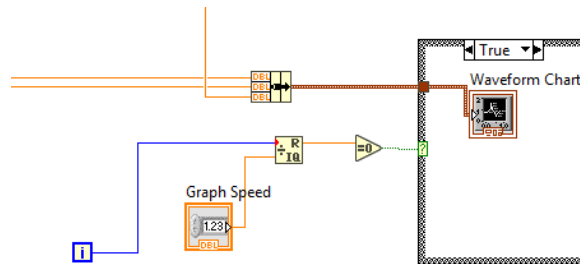 True
Waveform Chart
DBL
DBL
DBL
R
IQ
=0
?
Graph Speed
1.23
DBL
i